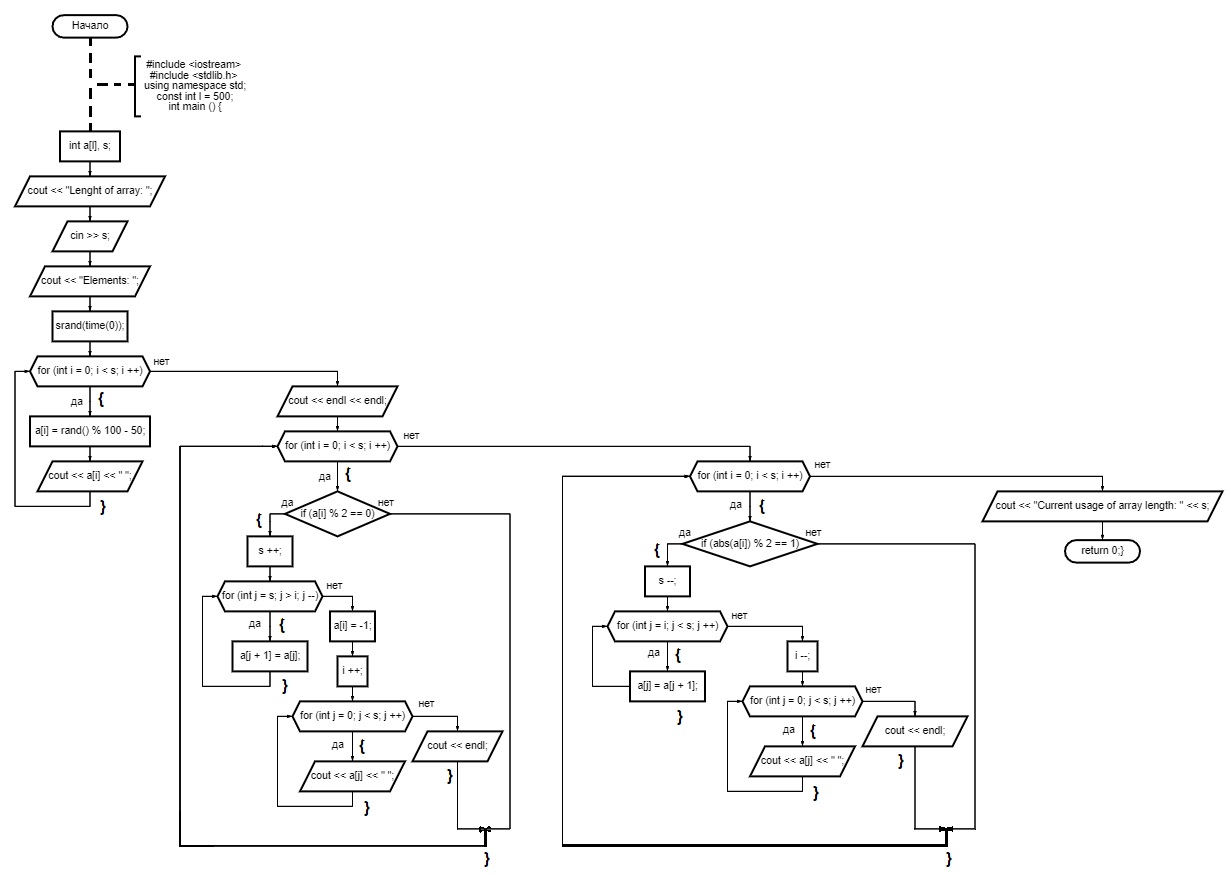 Начало
#include <iostream>
#include <stdlib.h>
using namespace std;
const int l = 500;
int main () {
int a[l], s;
cout << "Lenght of array: ";
cin >> s;
cout << "Elements: ";
srand(time(0));
for (int i = 0; i < s; i ++)
нет
да
{
a[i] = rand() % 100 - 50;
cout << a[i] << " ";
}
cout << endl << endl;
for (int i = 0; i < s; i ++)
нет
да
{
if (a[i] % 2 == 0)
да
нет
{
s ++;
for (int j = s; j > i; j --)
нет
да
{
a[j + 1] = a[j];
}
a[i] = -1;
i ++;
for (int j = 0; j < s; j ++)
нет
да
{
cout << a[j] << " ";
}
cout << endl;
}
}
for (int i = 0; i < s; i ++)
нет
да
{
if (abs(a[i]) % 2 == 1)
да
нет
{
s --;
for (int j = i; j < s; j ++)
нет
да
{
a[j] = a[j + 1];
}
i --;
for (int j = 0; j < s; j ++)
нет
да
{
cout << a[j] << " ";
}
cout << endl;
}
}
cout << "Current usage of array length: " << s;
return 0;}